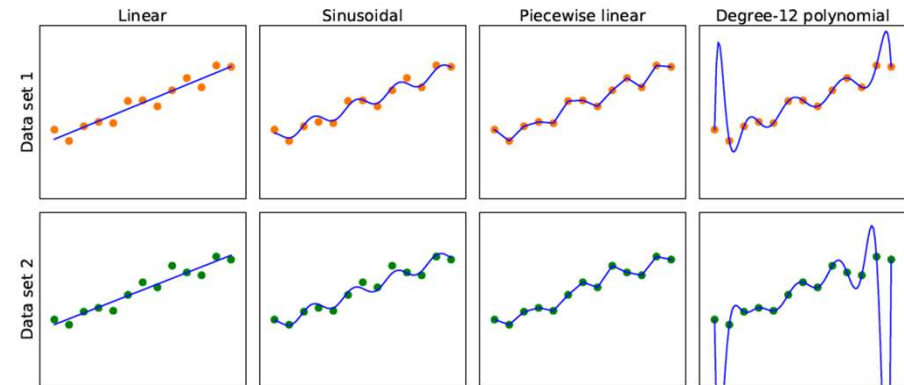 Linear
Sinusoidal
Piecewise linear
Degree-12 polynomial
Data set 1
Data set 2